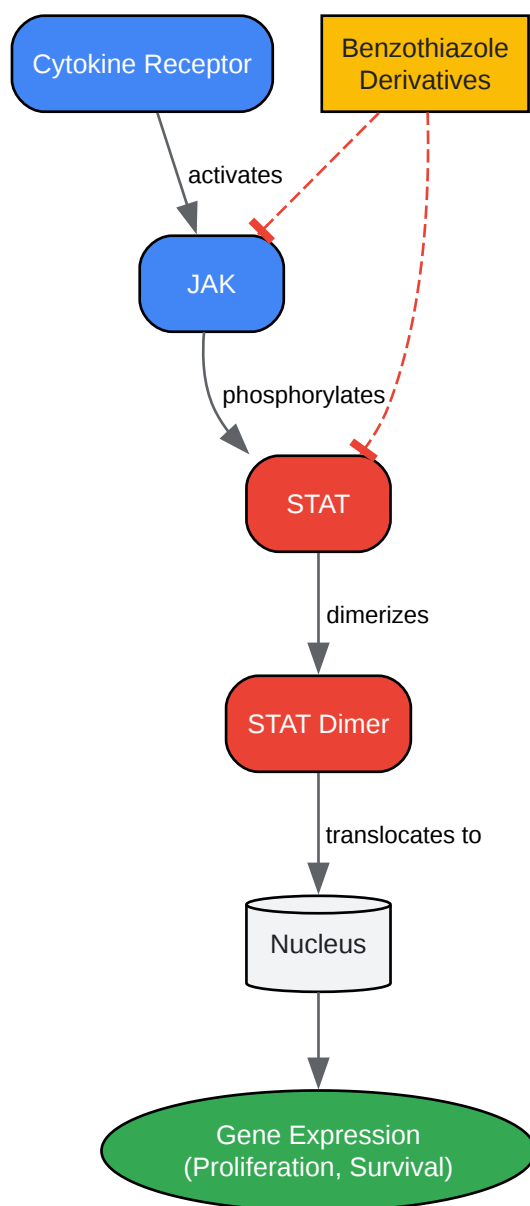 Cytokine Receptor
Benzothiazole
Derivatives
activates
JAK
phosphorylates
STAT
dimerizes
STAT Dimer
translocates to
Nucleus
Gene Expression
(Proliferation, Survival)